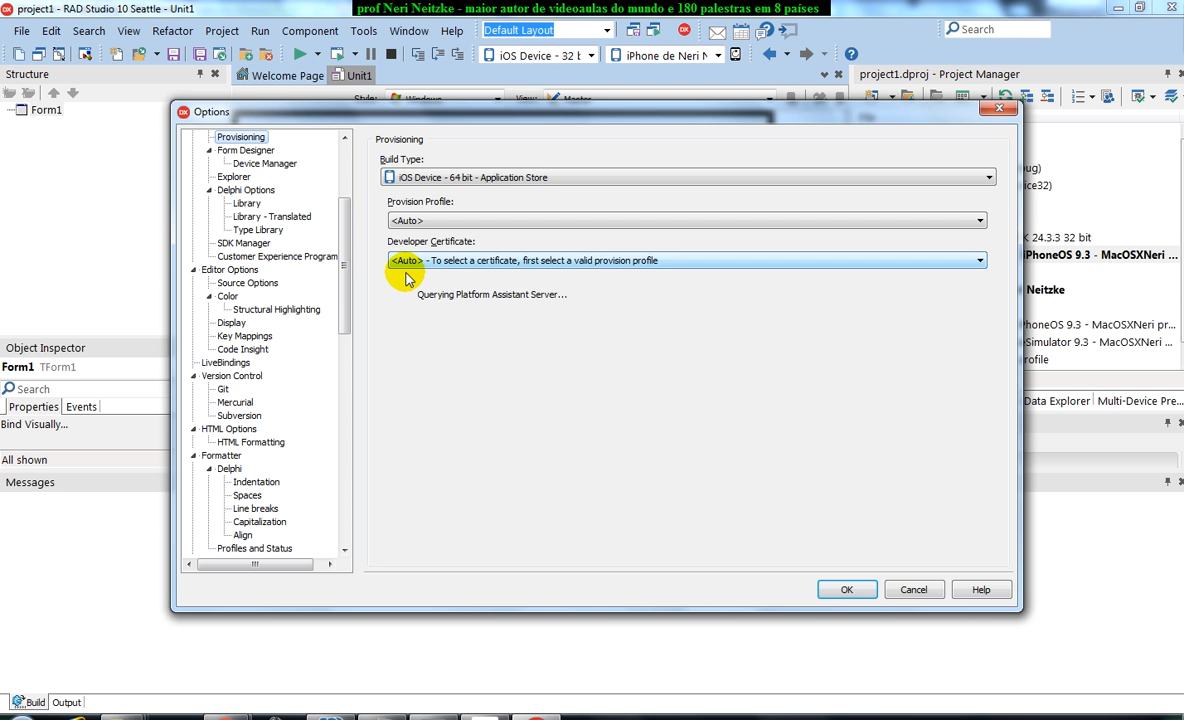 project1 - RAD Studio 10 Seattle - Unit1
prof Neri Neitzke - maior autor de videoaulas do mundo e 180 palestras em 8 países
File Edit Search View Refactor Project Run Component Tools Window Help
Default Layout
Search
iOS Device - 32 b
iPhone de Neri N
Structure
Welcome Page
Unit1
project1.dproj - Project Manager
Form1
Options
Provisioning
Form Designer
Device Manager
Explorer
Delphi Options
Library
Library - Translated
Type Library
SDK Manager
Customer Experience Program
Editor Options
Source Options
Color
Structural Highlighting
Display
Key Mappings
Code Insight
LiveBindings
Version Control
Git
Mercurial
Subversion
HTML Options
HTML Formatting
Formatter
Delphi
Indentation
Spaces
Line breaks
Capitalization
Align
Profiles and Status
Provisioning
Build Type:
iOS Device - 64 bit - Application Store
Provision Profile:
<Auto>
Developer Certificate:
<Auto> - To select a certificate, first select a valid provision profile
Querying Platform Assistant Server...
OK
Cancel
Help
ug)
ice32)
K 24.3.3 32 bit
iPhoneOS 9.3 - MacOSXNeri ...
Neitzke
PhoneOS 9.3 - MacOSXNeri pr...
Simulator 9.3 - MacOSXNeri ...
rofile
Data Explorer
Multi-Device Pre...
Object Inspector
Form1 TForm1
Search
Properties Events
Bind Visually...
All shown
Messages
Build Output